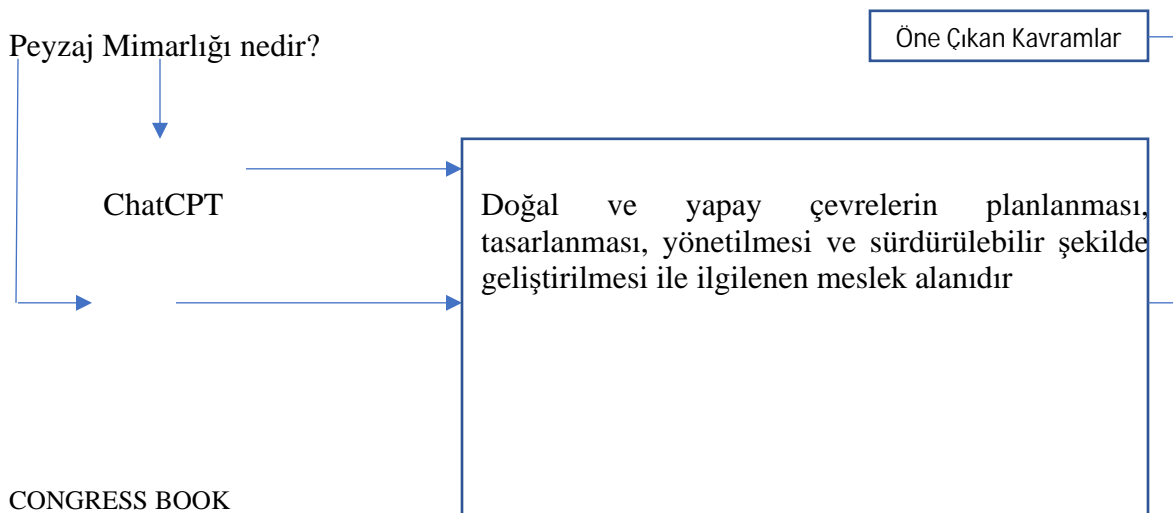 Peyzaj Mimarlığı nedir?
Öne Çıkan Kavramlar
ChatCPT
Doğal ve yapay çevrelerin planlanması,
tasarlanması, yönetilmesi ve sürdürülebilir şekilde
geliştirilmesi ile ilgilenen meslek alanıdır
CONGRESS BOOK